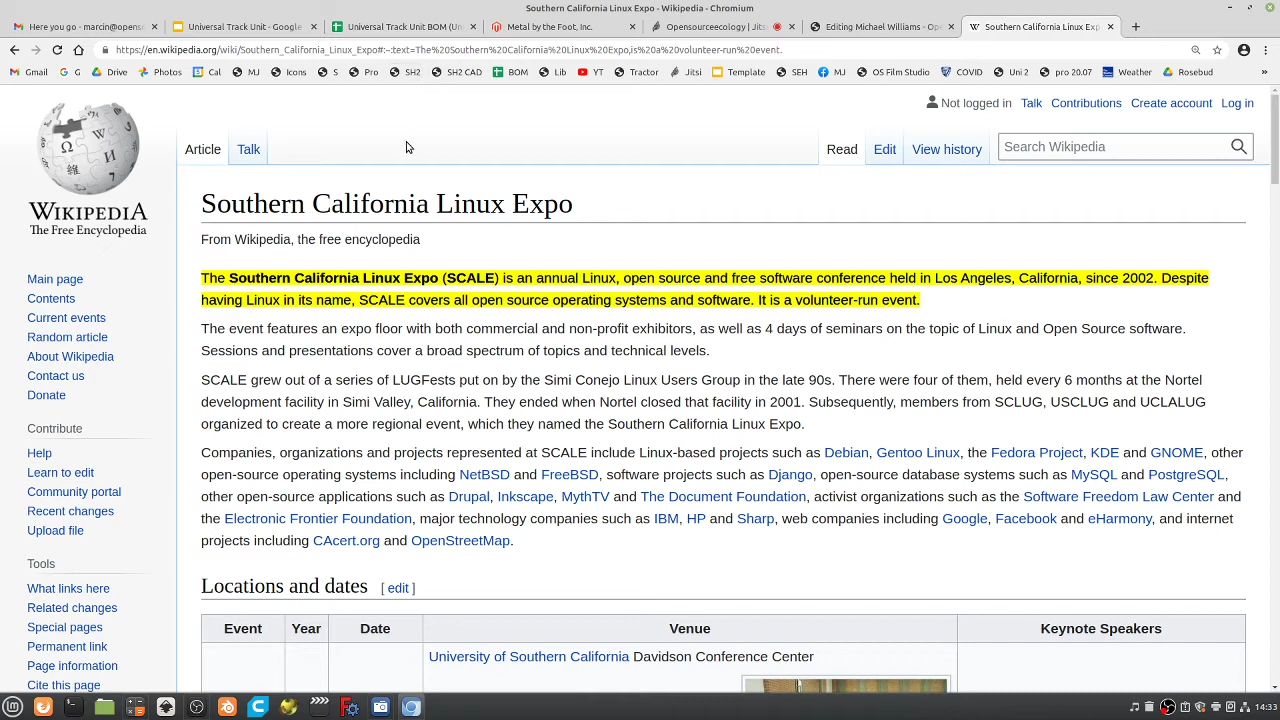 Southern California Linux Expo - Wikipedia - Chromium
Here you go - marcin@opens
Universal Track Unit - Google
Universal Track Unit BOM (Un
Metal by the Foot, Inc.
Opensourceecology | Jits
Editing Michael Williams - Ope
Southern California Linux Exp
https://en.wikipedia.org/wiki/Southern_California_Linux_Expo#:~:text=The%20Southern%20California%20Linux%20Expo,is%20a%20volunteer-run%20event.
Gmail G Drive Photos Cal MJ Icons S Pro SH2 SH2 CAD BOM Lib YT Tractor Jitsi Template SEH MJ OS Film Studio COVID Uni 2 pro 20.07 Weather Rosebud »
Not logged in Talk Contributions Create account Log in
Article Talk Read Edit View history Search Wikipedia
WIKIPEDIA
The Free Encyclopedia
Main page
Contents
Current events
Random article
About Wikipedia
Contact us
Donate
Contribute
Help
Learn to edit
Community portal
Recent changes
Upload file
Tools
What links here
Related changes
Special pages
Permanent link
Page information
Cite this page
Southern California Linux Expo
From Wikipedia, the free encyclopedia
The Southern California Linux Expo (SCALE) is an annual Linux, open source and free software conference held in Los Angeles, California, since 2002. Despite
having Linux in its name, SCALE covers all open source operating systems and software. It is a volunteer-run event.
The event features an expo floor with both commercial and non-profit exhibitors, as well as 4 days of seminars on the topic of Linux and Open Source software.
Sessions and presentations cover a broad spectrum of topics and technical levels.
SCALE grew out of a series of LUGFests put on by the Simi Conejo Linux Users Group in the late 90s. There were four of them, held every 6 months at the Nortel
development facility in Simi Valley, California. They ended when Nortel closed that facility in 2001. Subsequently, members from SCLUG, USCLUG and UCLALUG
organized to create a more regional event, which they named the Southern California Linux Expo.
Companies, organizations and projects represented at SCALE include Linux-based projects such as Debian, Gentoo Linux, the Fedora Project, KDE and GNOME, other
open-source operating systems including NetBSD and FreeBSD, software projects such as Django, open-source database systems such as MySQL and PostgreSQL,
other open-source applications such as Drupal, Inkscape, MythTV and The Document Foundation, activist organizations such as the Software Freedom Law Center and
the Electronic Frontier Foundation, major technology companies such as IBM, HP and Sharp, web companies including Google, Facebook and eHarmony, and internet
projects including CAcert.org and OpenStreetMap.
Locations and dates [ edit ]
Event Year Date Venue Keynote Speakers
University of Southern California Davidson Conference Center
14:33